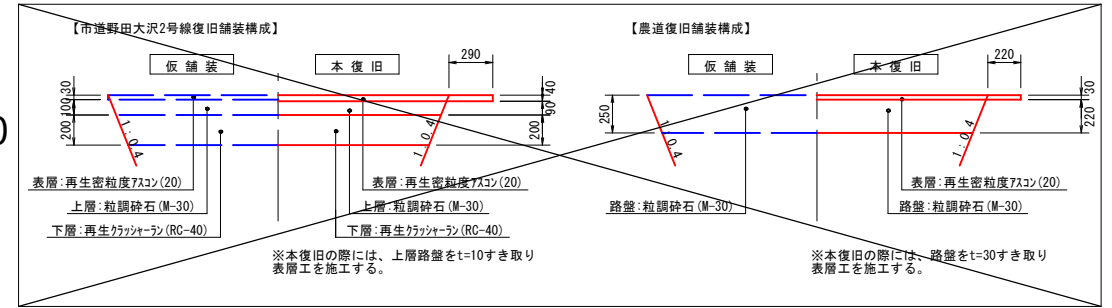 【市道野田大沢2号線復旧舗装構成】
仮 舗 装
本 復 旧
290
30
100
200
40
90
200
1:0.4
1:0.4
表層:再生密粒度アスコン(20)
上層:粒調砕石(M-30)
下層:再生クラッシャーラン(RC-40)
表層:再生密粒度アスコン(20)
上層:粒調砕石(M-30)
下層:再生クラッシャーラン(RC-40)
※本復旧の際には、上層路盤をt=10すき取り
表層工を施工する。
【農道復旧舗装構成】
仮 舗 装
本 復 旧
220
250
30
220
1:0.4
1:0.4
路盤:粒調砕石(M-30)
表層:再生密粒度アスコン(20)
路盤:粒調砕石(M-30)
※本復旧の際には、路盤をt=30すき取り
表層工を施工する。